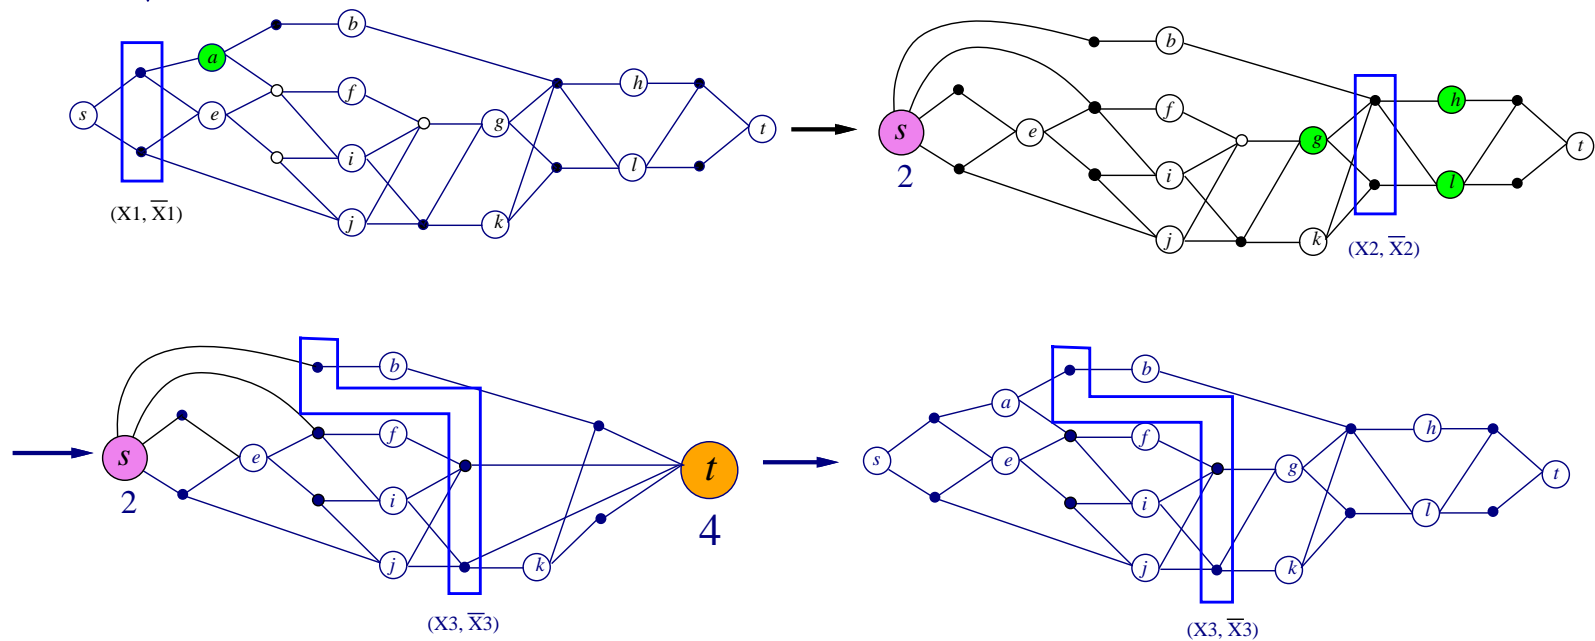 b
a
f
h
s
e
g
t
i
l
j
k
(X1, X̅1)
b
f
h
s
e
g
t
2
i
l
j
k
(X2, X̅2)
b
f
s
e
t
2
i
4
j
k
(X3, X̅3)
b
a
f
h
s
e
g
t
i
l
j
k
(X3, X̅3)